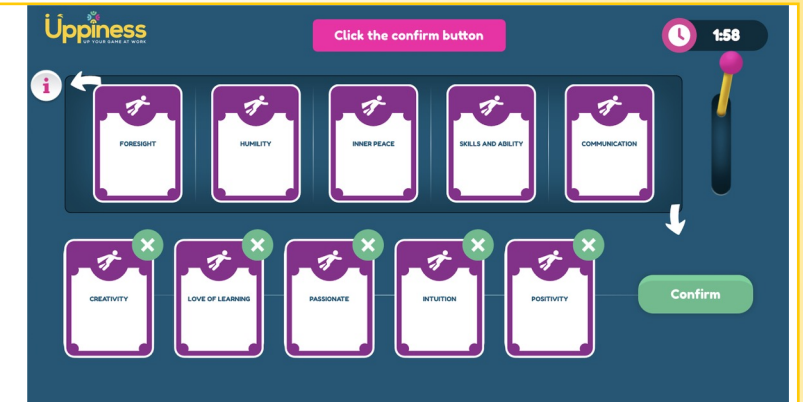 Üppiness
UP YOUR GAME AT WORK
Click the confirm button
1:58
i
FORESIGHT
HUMILITY
INNER PEACE
SKILLS AND ABILITY
COMMUNICATION
CREATIVITY
LOVE OF LEARNING
PASSIONATE
INTUITION
POSITIVITY
Confirm